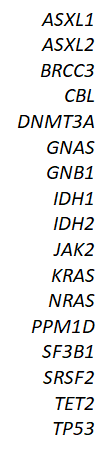 ASXL1
ASXL2
BRCC3
CBL
DNMT3A
GNAS
GNB1
IDH1
IDH2
JAK2
KRAS
NRAS
PPM1D
SF3B1
SRSF2
TET2
TP53